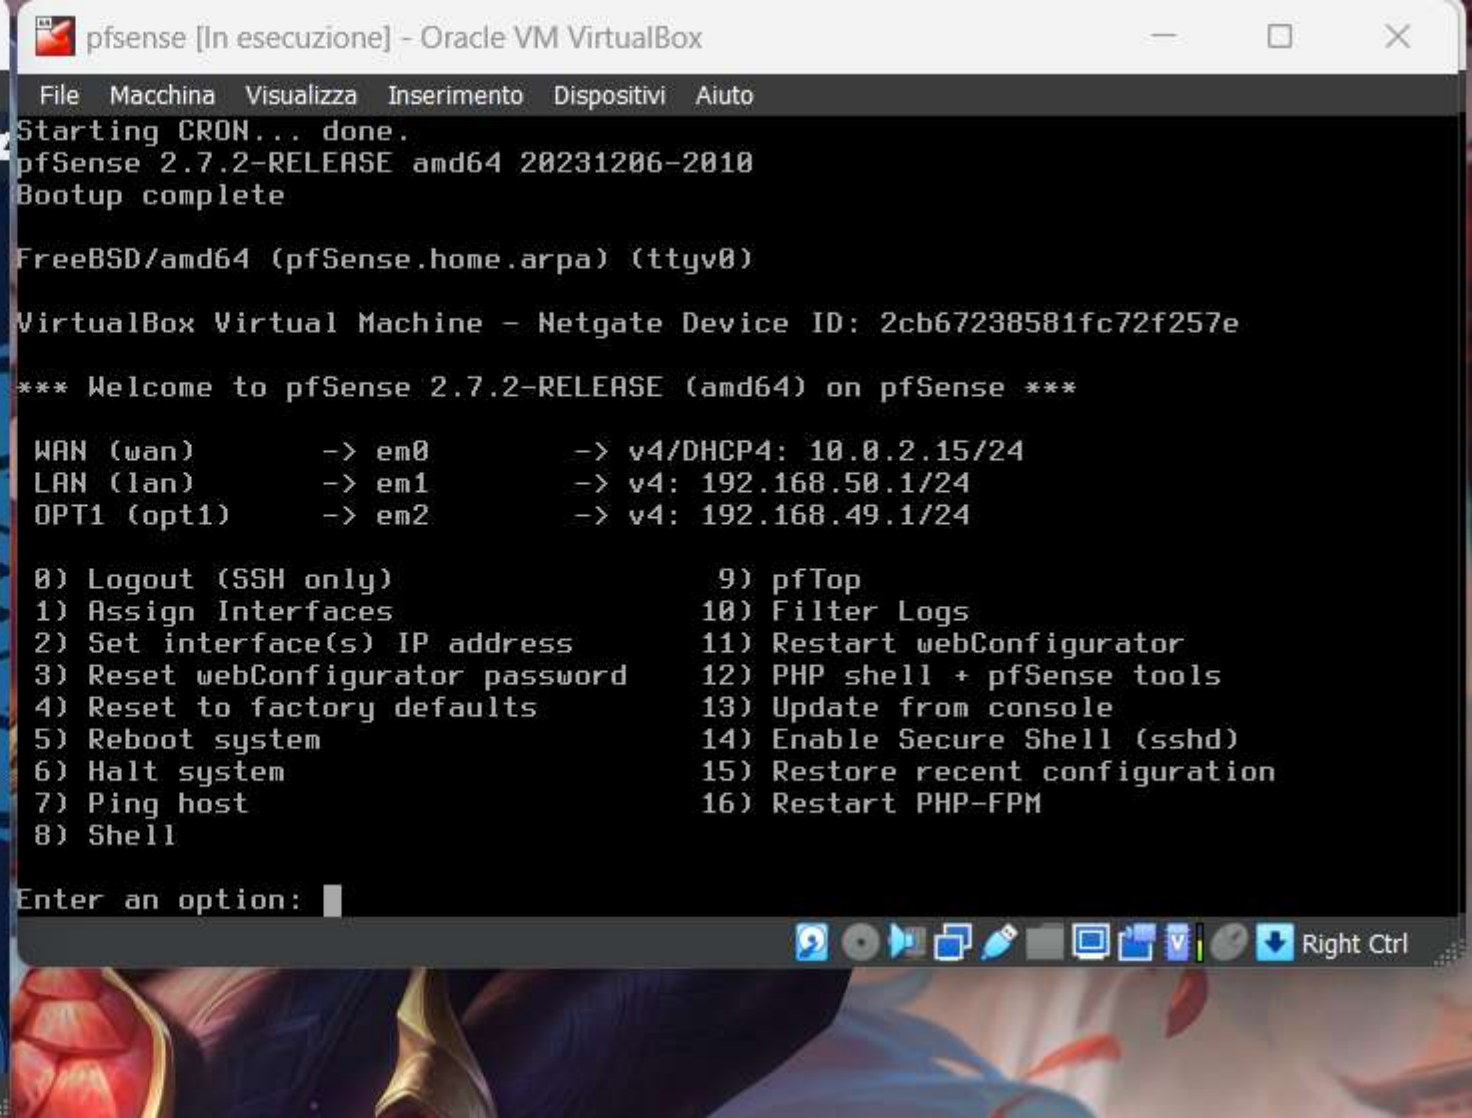 pfsense [In esecuzione] - Oracle VM VirtualBox
File Macchina Visualizza Inserimento Dispositivi Aiuto
Starting CRON... done.
pfSense 2.7.2-RELEASE amd64 20231206-2010
Bootup complete
FreeBSD/amd64 (pfSense.home.arpa) (ttyv0)
VirtualBox Virtual Machine - Netgate Device ID: 2cb67238581fc72f257e
*** Welcome to pfSense 2.7.2-RELEASE (amd64) on pfSense ***
WAN (wan) -> em0 -> v4/DHCP4: 10.0.2.15/24
LAN (lan) -> em1 -> v4: 192.168.50.1/24
OPT1 (opt1) -> em2 -> v4: 192.168.49.1/24
0) Logout (SSH only) 9) pfTop
1) Assign Interfaces 10) Filter Logs
2) Set interface(s) IP address 11) Restart webConfigurator
3) Reset webConfigurator password 12) PHP shell + pfSense tools
4) Reset to factory defaults 13) Update from console
5) Reboot system 14) Enable Secure Shell (sshd)
6) Halt system 15) Restore recent configuration
7) Ping host 16) Restart PHP-FPM
8) Shell
Enter an option:
Right Ctrl